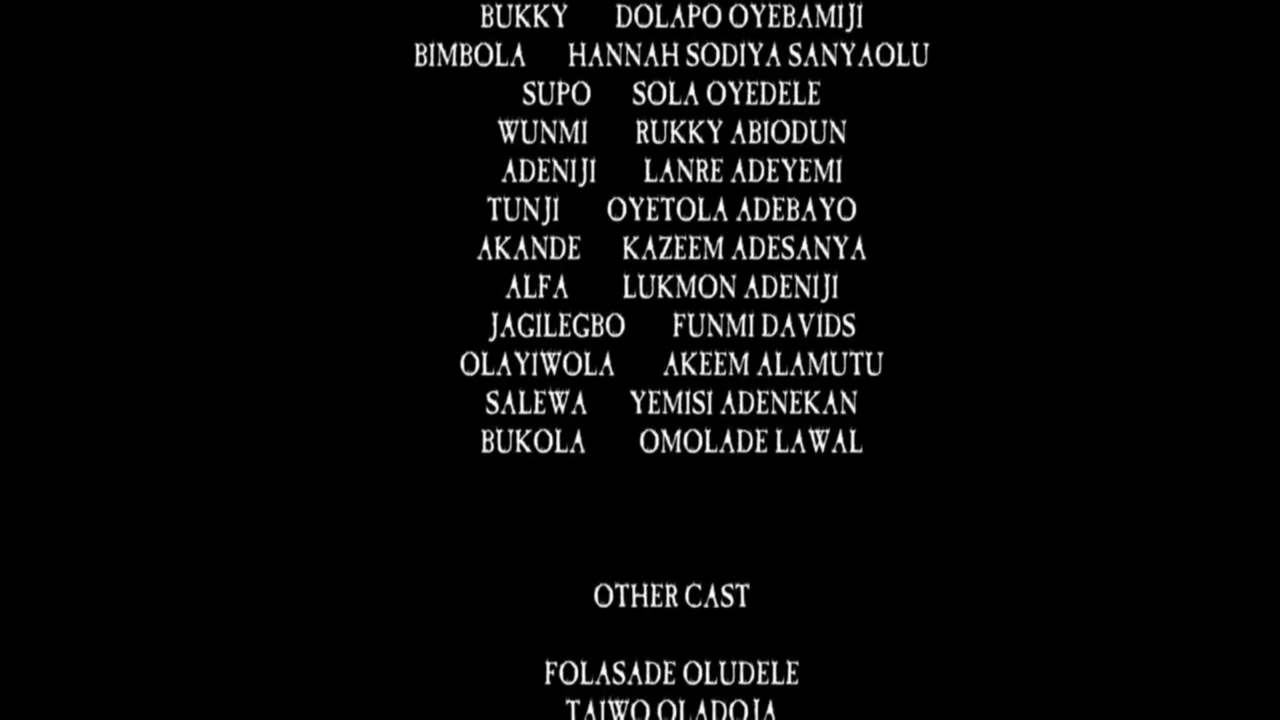 BUKKY DOLAPO OYEBAMIJI
BIMBOLA HANNAH SODIYA SANYAOLU
SUPO SOLA OYEDELE
WUNMI RUKKY ABIODUN
ADENIJI LANRE ADEYEMI
TUNJI OYETOLA ADEBAYO
AKANDE KAZEEM ADESANYA
ALFA LUKMON ADENIJI
JAGILEGBO FUNMI DAVIDS
OLAYIWOLA AKEEM ALAMUTU
SALEWA YEMISI ADENEKAN
BUKOLA OMOLADE LAWAL
OTHER CAST
FOLASADE OLUDELE
TAIWO OLADOJA